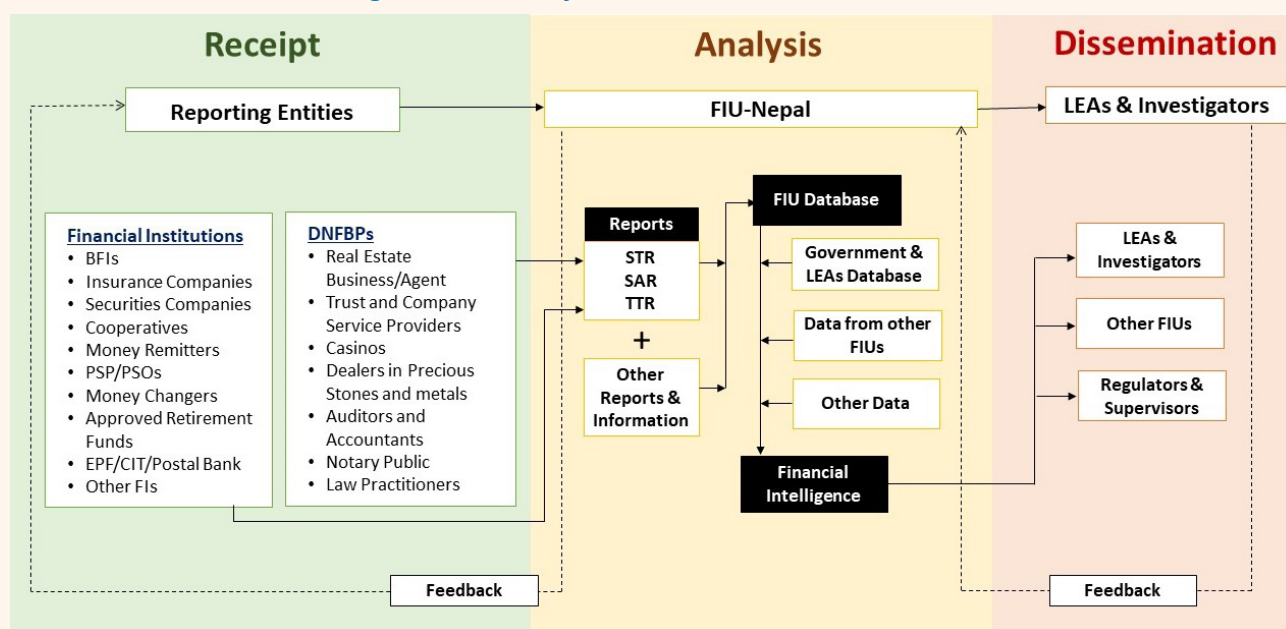 Receipt
Analysis
Dissemination
Reporting Entities
FIU-Nepal
LEAs & Investigators
Financial Institutions
• BFIs
• Insurance Companies
• Securities Companies
• Cooperatives
• Money Remitters
• PSP/PSOs
• Money Changers
• Approved Retirement
Funds
• EPF/CIT/Postal Bank
• Other FIs
DNFBPs
• Real Estate
Business/Agent
• Trust and Company
Service Providers
• Casinos
• Dealers in Precious
Stones and metals
• Auditors and
Accountants
• Notary Public
• Law Practitioners
Reports
STR
SAR
TTR
+
Other
Reports &
Information
FIU Database
Government &
LEAs Database
Data from other
FIUs
Other Data
Financial
Intelligence
LEAs &
Investigators
Other FIUs
Regulators &
Supervisors
Feedback
Feedback